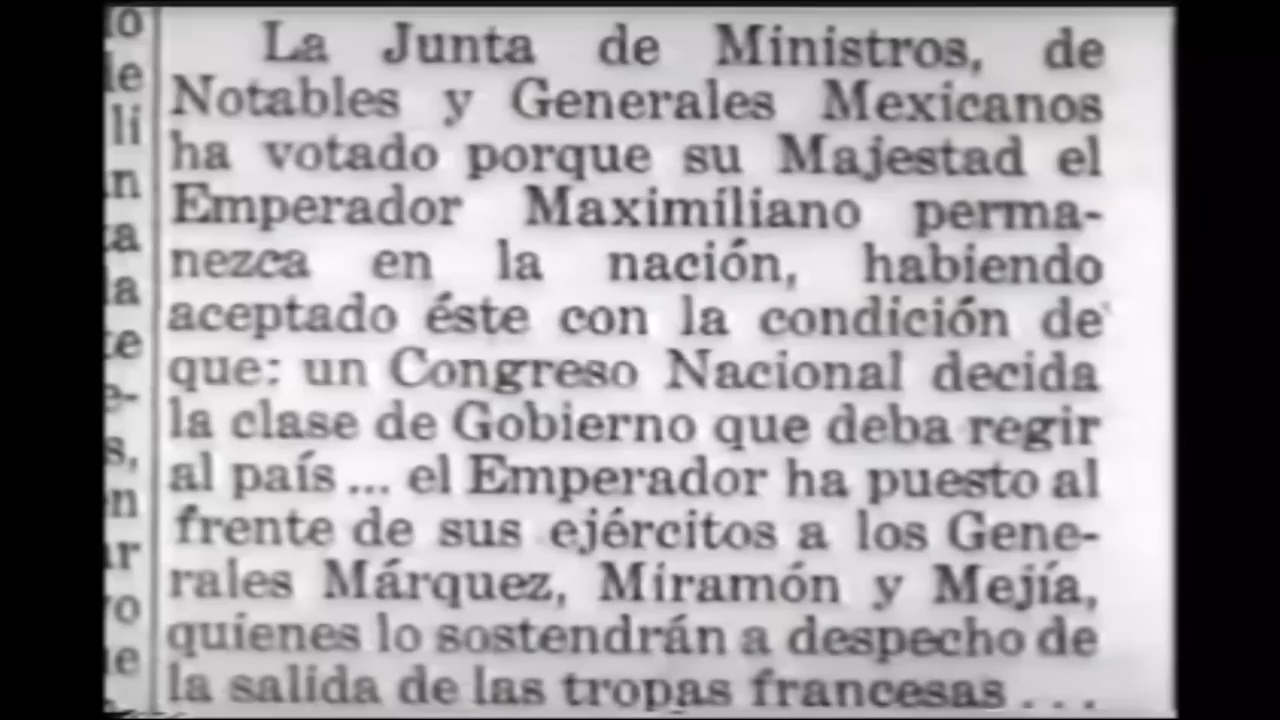 La Junta de Ministros, de
Notables y Generales Mexicanos
ha votado porque su Majestad el
Emperador Maximiliano perma-
nezca en la nación, habiendo
aceptado éste con la condición de
que: un Congreso Nacional decida
la clase de Gobierno que deba regir
al país... el Emperador ha puesto al
frente de sus ejércitos a los Gene-
rales Márquez, Miramón y Mejía,
quienes lo sostendrán a despecho de
la salida de las tropas francesas...